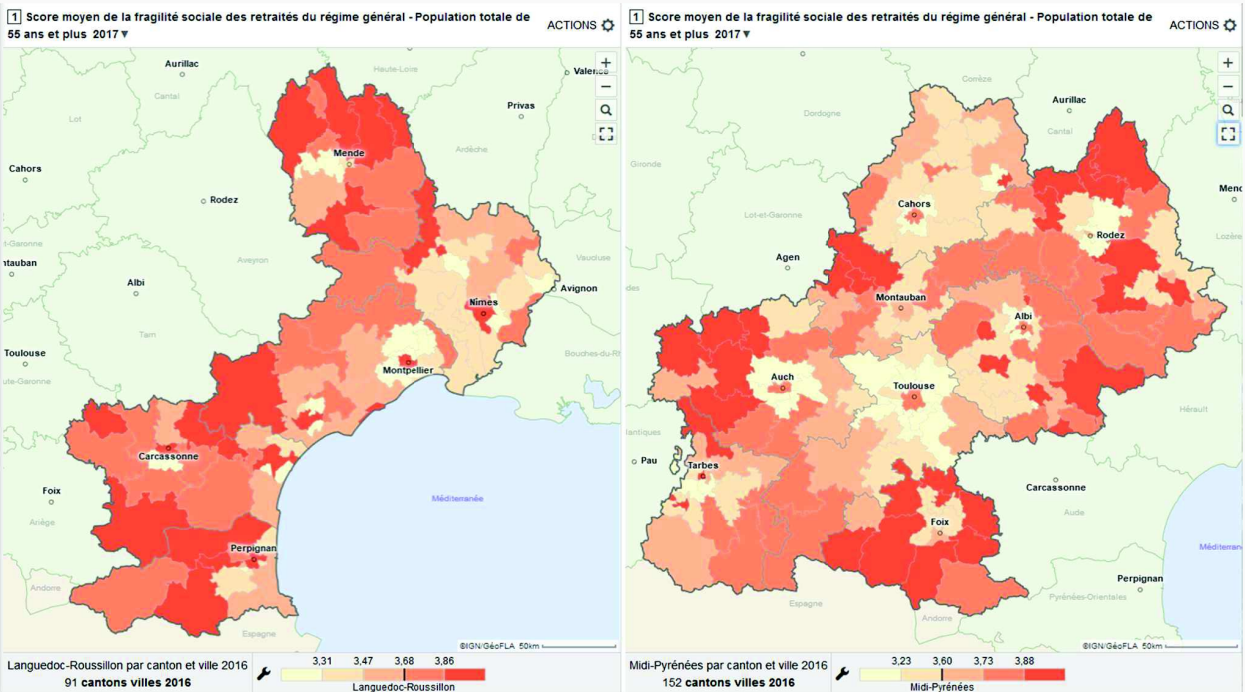 1 Score moyen de la fragilité sociale des retraités du régime général - Population totale de
55 ans et plus 2017 ▼
ACTIONS
Aurillac
Haute-Loire
Valence
Cantal
Privas
Lot
Mende
Ardèche
Cahors
Rodez
t-Garonne
Vaucluse
ntauban
Aveyron
Albi
Avignon
Nîmes
Tarn
Toulouse
Bouches-du-Rh
Montpellier
ute-Garonne
Carcassonne
Foix
Méditerranée
Ariège
Perpignan
Andorre
Espagne
©IGN/GéoFLA 50km
Languedoc-Roussillon par canton et ville 2016
91 cantons villes 2016
3,31 3,47 3,68 3,86
Languedoc-Roussillon
1 Score moyen de la fragilité sociale des retraités du régime général - Population totale de
55 ans et plus 2017 ▼
ACTIONS
Corrèze
Aurillac
Dordogne
Cantal
Gironde
Mend
Cahors
Lot-et-Garonne
Rodez
Lozère
Agen
des
Montauban
Albi
Auch
Toulouse
Hérault
lantiques
Pau
Tarbes
Carcassonne
Aude
Foix
Méditerran
Perpignan
Pyrénées-Orientales
Espagne
Andorre
©IGN/GéoFLA 50km
Midi-Pyrénées par canton et ville 2016
152 cantons villes 2016
3,23 3,60 3,73 3,88
Midi-Pyrénées